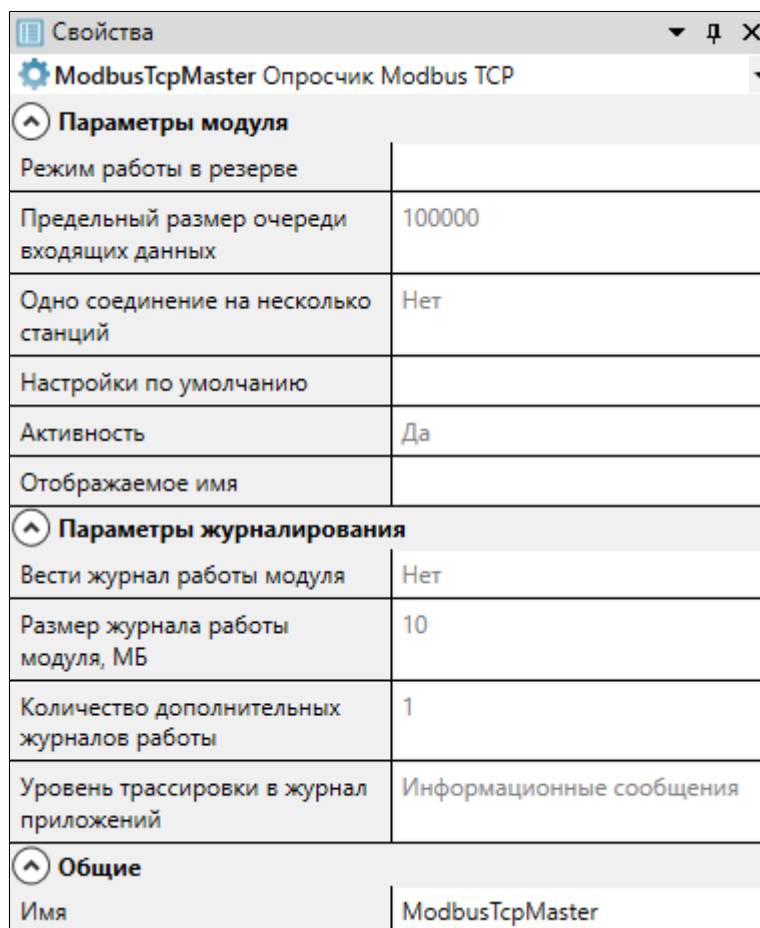 Свойства
ModbusTcpMaster Опросчик Modbus TCP
Параметры модуля
Режим работы в резерве
Предельный размер очереди
входящих данных
100000
Одно соединение на несколько
станций
Нет
Настройки по умолчанию
Активность
Да
Отображаемое имя
Параметры журналирования
Вести журнал работы модуля
Нет
Размер журнала работы
модуля, МБ
10
Количество дополнительных
журналов работы
1
Уровень трассировки в журнал
приложений
Информационные сообщения
Общие
Имя
ModbusTcpMaster